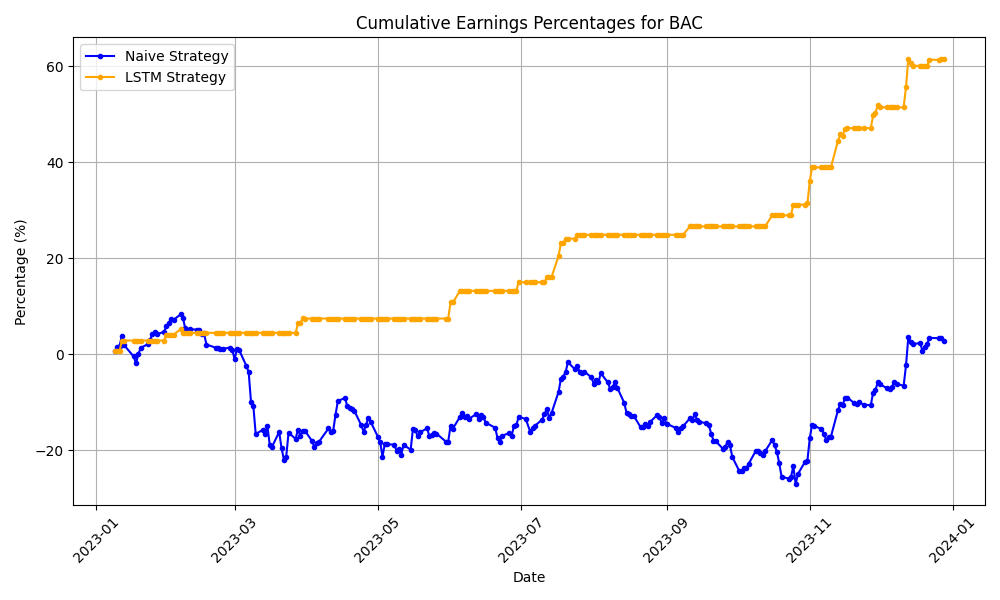 Cumulative Earnings Percentages for BAC
Naive Strategy
LSTM Strategy
Percentage (%)
60
40
20
0
−20
2023-01
2023-03
2023-05
2023-07
2023-09
2023-11
2024-01
Date